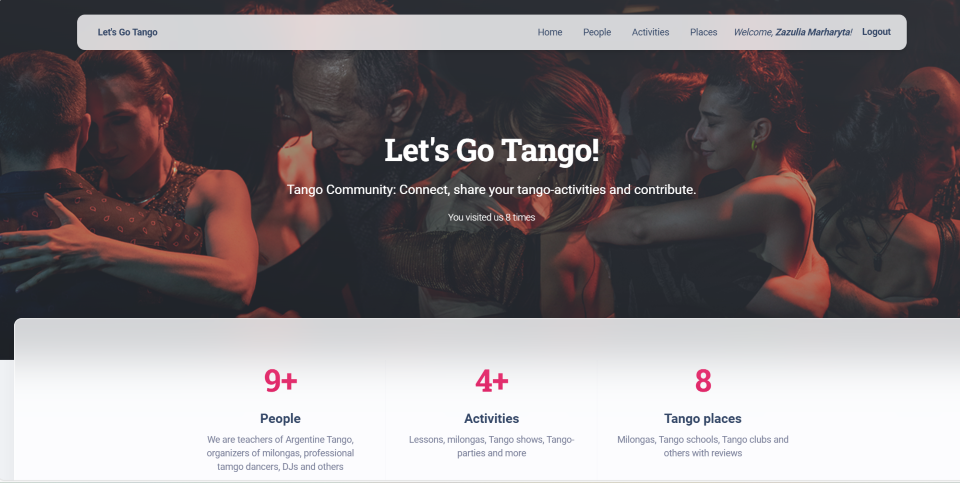 Let's Go Tango
Home People Activities Places Welcome, Zazulia Marharyta! Logout
Let's Go Tango!
Tango Community: Connect, share your tango-activities and contribute.
You visited us 8 times
9+
People
We are teachers of Argentine Tango,
organizers of milongas, professional
tamgo dancers, DJs and others
4+
Activities
Lessons, milongas, Tango shows, Tango-
parties and more
8
Tango places
Milongas, Tango schools, Tango clubs and
others with reviews